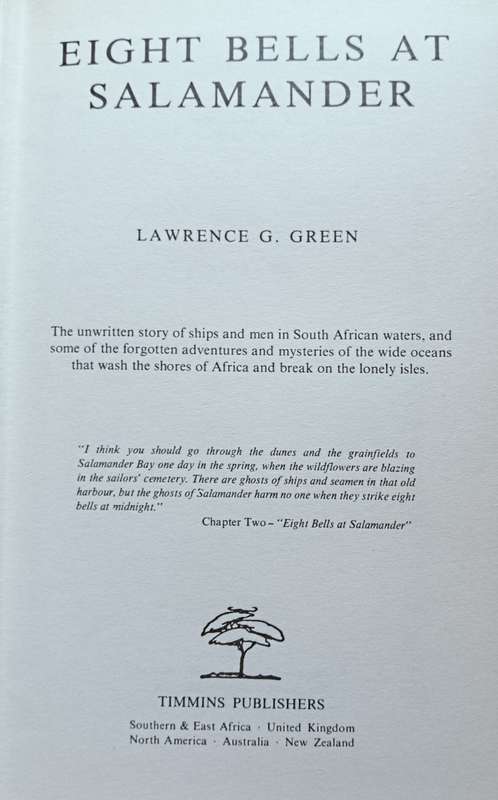 EIGHT BELLS AT
SALAMANDER
LAWRENCE G. GREEN
The unwritten story of ships and men in South African waters, and
some of the forgotten adventures and mysteries of the wide oceans
that wash the shores of Africa and break on the lonely isles.
"I think you should go through the dunes and the grainfields to
Salamander Bay one day in the spring, when the wildflowers are blazing
in the sailors' cemetery. There are ghosts of ships and seamen in that old
harbour, but the ghosts of Salamander harm no one when they strike eight
bells at midnight."
Chapter Two – "Eight Bells at Salamander"
TIMMINS PUBLISHERS
Southern & East Africa · United Kingdom
North America · Australia · New Zealand